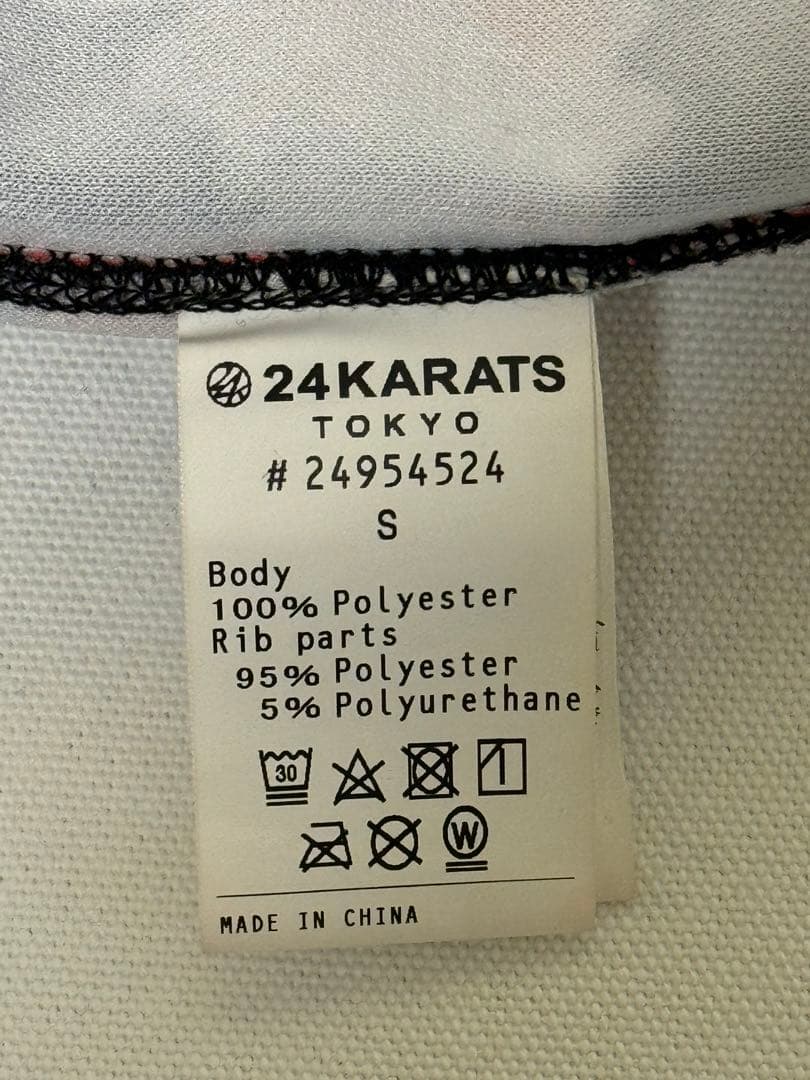 24KARATS
TOKYO
# 24954524
S
Body
100% Polyester
Rib parts
95% Polyester
5% Polyurethane
30
W
MADE IN CHINA